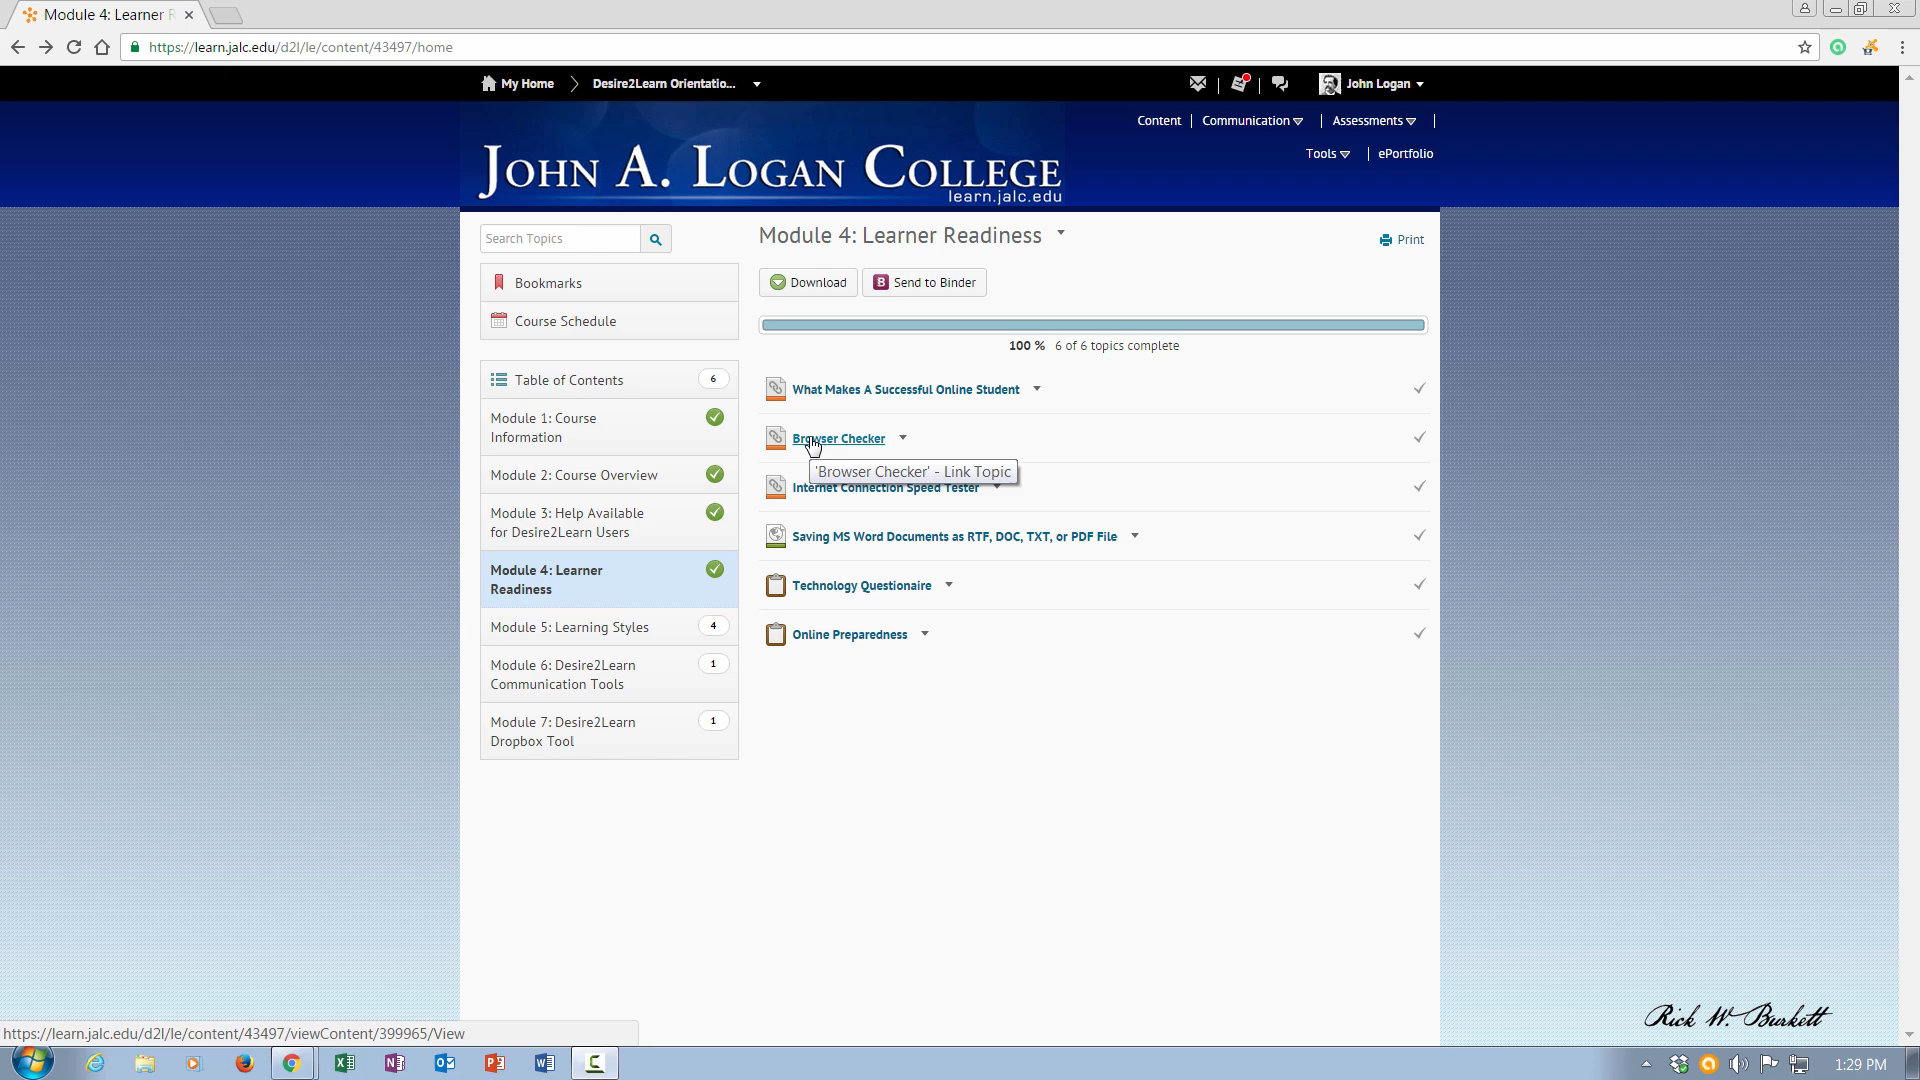 Module 4: Learner R
https://learn.jalc.edu/d2l/le/content/43497/home
My Home
Desire2Learn Orientatio...
John Logan
Content
Communication
Assessments
Tools
ePortfolio
JOHN A. LOGAN COLLEGE
learn.jalc.edu
Search Topics
Bookmarks
Course Schedule
Table of Contents
6
Module 1: Course
Information
Module 2: Course Overview
Module 3: Help Available
for Desire2Learn Users
Module 4: Learner
Readiness
Module 5: Learning Styles
4
Module 6: Desire2Learn
Communication Tools
1
Module 7: Desire2Learn
Dropbox Tool
1
Module 4: Learner Readiness
Print
Download
B Send to Binder
100 % 6 of 6 topics complete
What Makes A Successful Online Student
Browser Checker
'Browser Checker' - Link Topic
Internet Connection Speed Tester
Saving MS Word Documents as RTF, DOC, TXT, or PDF File
Technology Questionaire
Online Preparedness
Rick W. Burkett
https://learn.jalc.edu/d2l/le/content/43497/viewContent/399965/View
1:29 PM